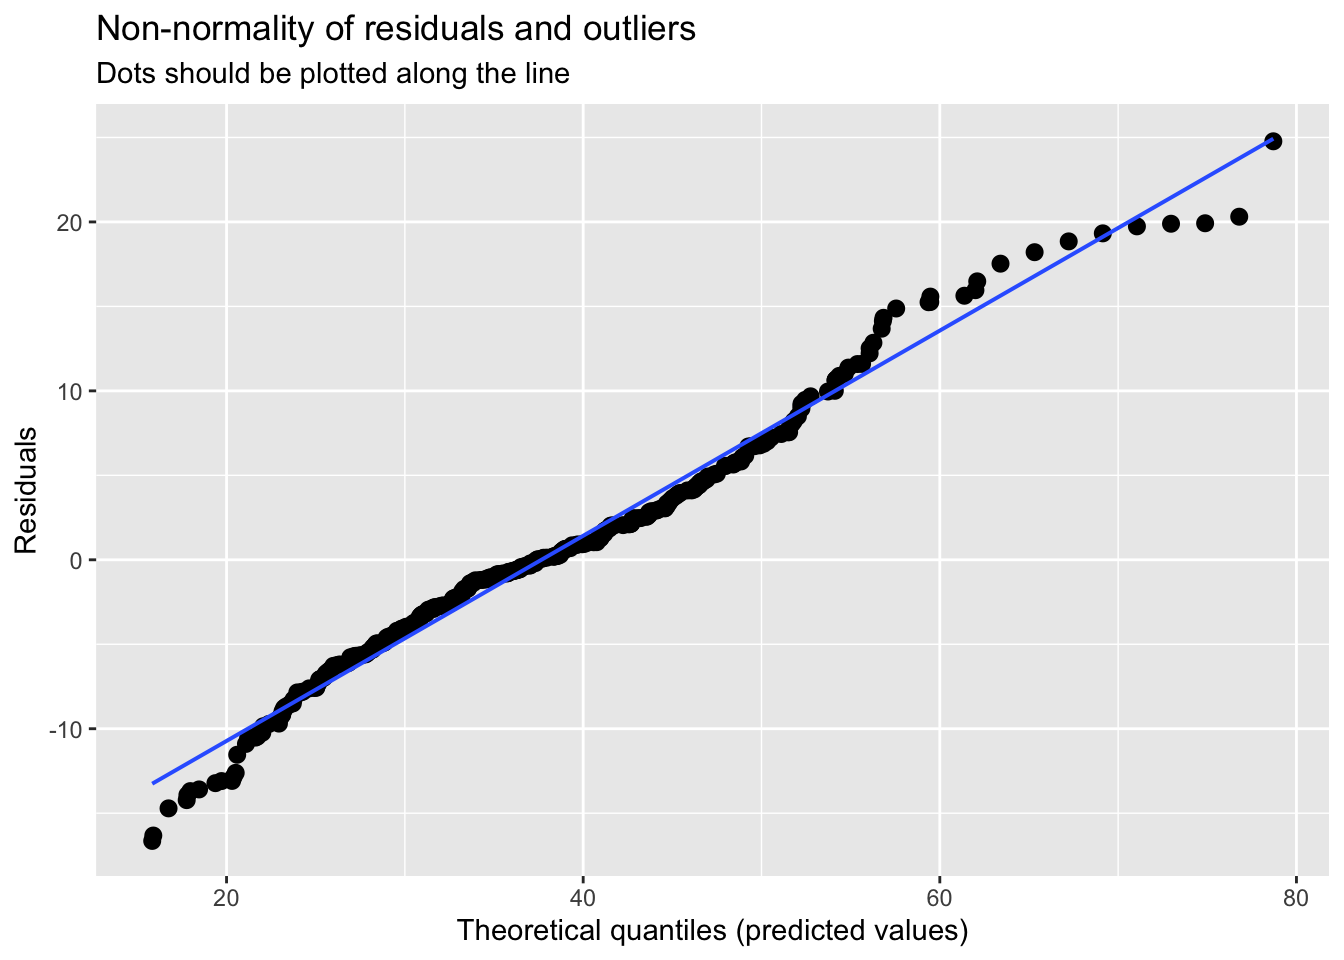 Non-normality of residuals and outliers
Dots should be plotted along the line
20
10
0
-10
Residuals
20
40
60
80
Theoretical quantiles (predicted values)